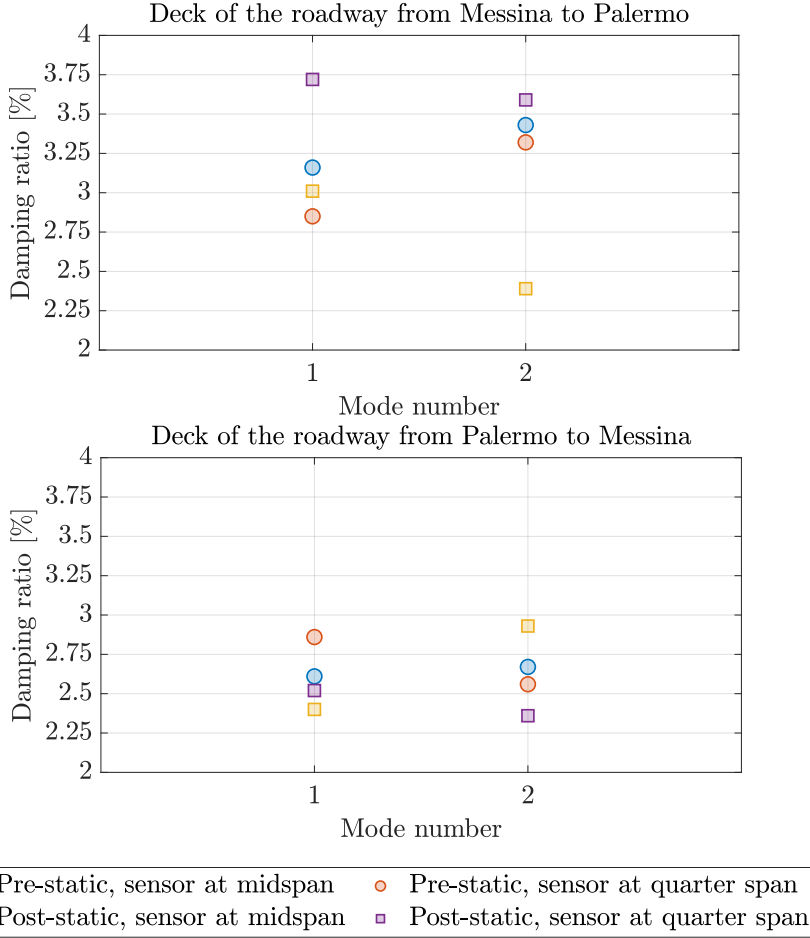 Deck of the roadway from Messina to Palermo
4
3.75
3.5
3.25
3
2.75
2.5
2.25
2
Damping ratio [%]
1 2
Mode number
Deck of the roadway from Palermo to Messina
4
3.75
3.5
3.25
3
2.75
2.5
2.25
2
Damping ratio [%]
1 2
Mode number
Pre-static, sensor at midspan Pre-static, sensor at quarter span
Post-static, sensor at midspan Post-static, sensor at quarter span